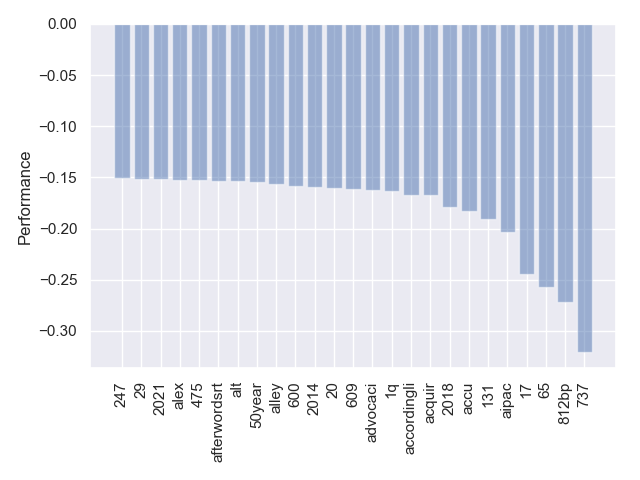 0.00
−0.05
−0.10
−0.15
−0.20
−0.25
−0.30
Performance
247
29
2021
alex
475
afterwordsrt
alt
50year
alley
600
2014
20
609
advocaci
1q
accordingli
acquir
2018
accu
131
aipac
17
65
812bp
737